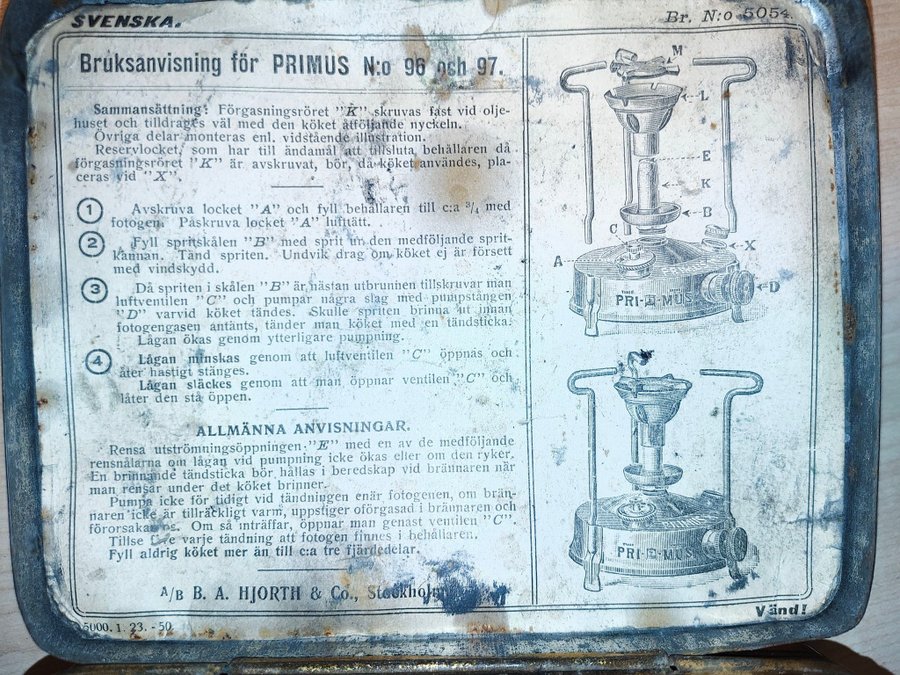 SVENSKA.
Br. N:o 5054.
Bruksanvisning för PRIMUS N:o 96 och 97.
Sammansättning: Förgasningsröret "K" skruvas fast vid olje-
huset och tilldrages väl med den köket åtföljande nyckeln.
Övriga delar monteras enl. vidstående illustration.
Reservlocket, som har till ändamål att tillsluta behållaren då
förgasningsröret "K" är avskruvat, bör, då köket användes, pla-
ceras vid "X".
1 Avskruva locket "A" och fyll behållaren till c:a 3/4 med
fotogen. Påskruva locket "A" lufttätt.
2 Fyll spritskålen "B" med sprit ur den medföljande sprit-
kannan. Tänd spriten. Undvik drag om köket ej är försett
med vindskydd.
3 Då spriten i skålen "B" är nästan utbrunnen tillskruvar man
luftventilen "C" och pumpar några slag med pumpstången
"D" varvid köket tändes. Skulle spriten brinna ut innan
fotogengasen antänts, tänder man köket med en tändsticka.
Lågan ökas genom ytterligare pumpning.
4 Lågan minskas genom att luftventilen "C" öppnas och
åter hastigt stänges.
Lågan släckes genom att man öppnar ventilen "C" och
låter den stå öppen.
ALLMÄNNA ANVISNINGAR.
Rensa utströmningsöppningen "E" med en av de medföljande
rensnålarna om lågan vid pumpning icke ökas eller om den ryker.
En brinnande tändsticka bör hållas i beredskap vid brännaren när
man rensar under det köket brinner.
Pumpa icke för tidigt vid tändningen enär fotogenen, om brän-
naren icke är tillräckligt varm, uppstiger oförgasad i brännaren och
förorsakar os. Om så inträffar, öppnar man genast ventilen "C".
Tillse före varje tändning att fotogen finnes i behållaren.
Fyll aldrig köket mer än till c:a tre fjärdedelar.
A/B B. A. HJORTH & Co., Stockholm
5000. 1. 23. - 50
M
L
E
K
B
C
X
A
D
PRIMUS
PRIMUS
Vänd!